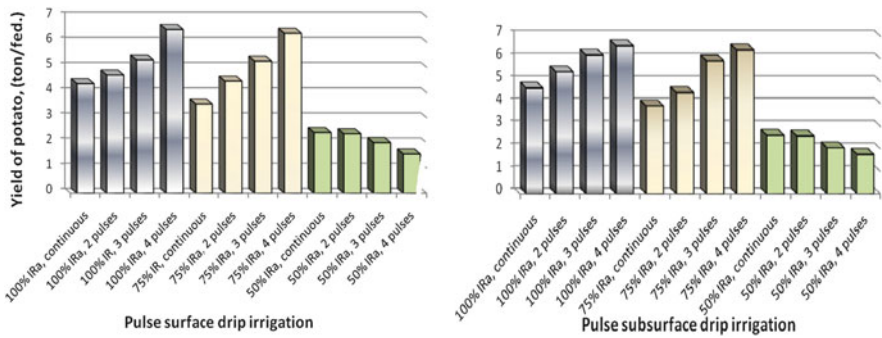 Yield of potato, (ton/fed.)
7
6
5
4
3
2
1
0
100% IRa, continuous
100% IRa, 2 pulses
100% IR, 3 pulses
100% IRa, 4 pulses
75% IR, continuous
75% IRa, 2 pulses
75% IRa, 3 pulses
75% IRa, 4 pulses
50% IRa, continuous
50% IRa, 2 pulses
50% IRa, 3 pulses
50% IRa, 4 pulses
Pulse surface drip irrigation
7
6
5
4
3
2
1
0
100% IRa, continuous
100% IRa, 2 pulses
100% IRa, 3 pulses
100% IRa, 4 pulses
75% IRa, continuous
75% IRa, 2 pulses
75% IRa, 3 pulses
75% IRa, 4 pulses
50% IRa, continuous
50% IRa, 2 pulses
50% IRa, 3 pulses
50% IRa, 4 pulses
Pulse subsurface drip irrigation